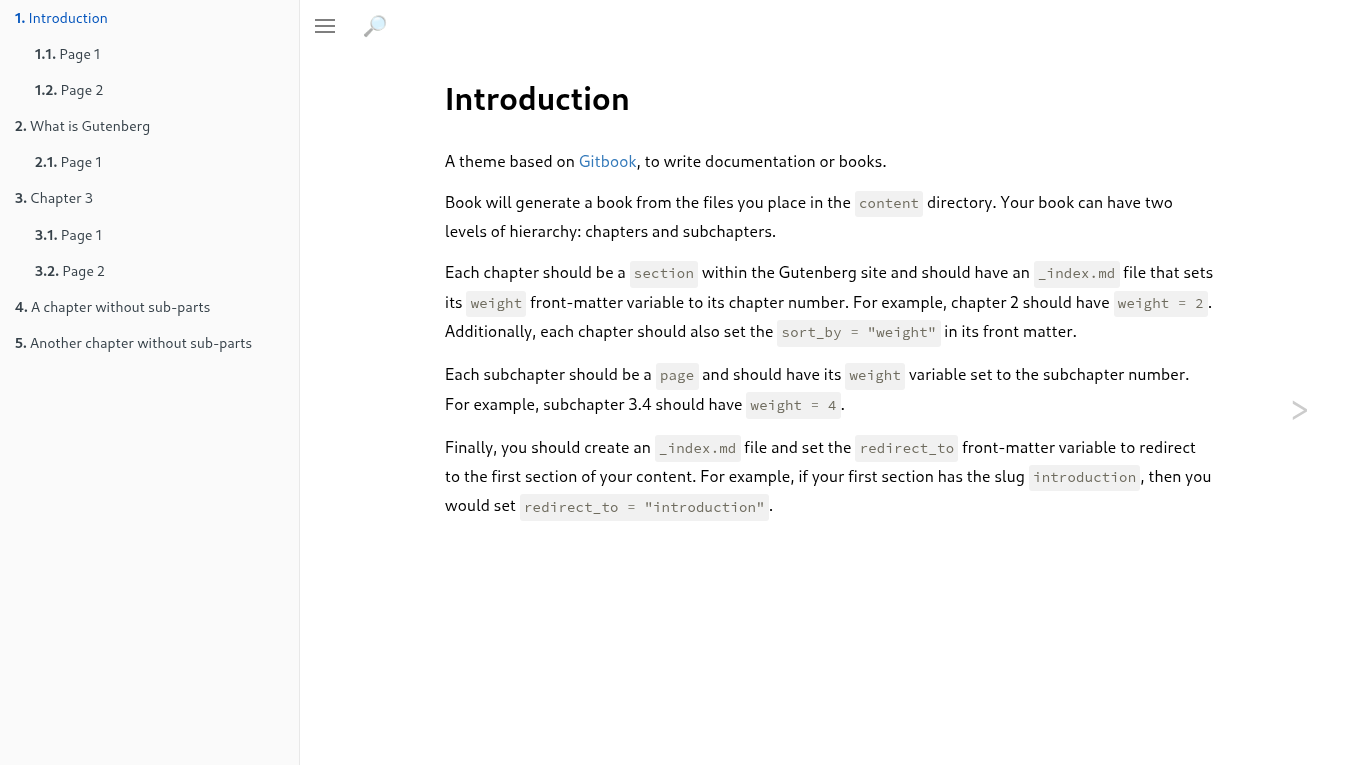 1. Introduction
1.1. Page 1
1.2. Page 2
2. What is Gutenberg
2.1. Page 1
3. Chapter 3
3.1. Page 1
3.2. Page 2
4. A chapter without sub-parts
5. Another chapter without sub-parts
Introduction
A theme based on Gitbook, to write documentation or books.
Book will generate a book from the files you place in the content directory. Your book can have two
levels of hierarchy: chapters and subchapters.
Each chapter should be a section within the Gutenberg site and should have an _index.md file that sets
its weight front-matter variable to its chapter number. For example, chapter 2 should have weight = 2.
Additionally, each chapter should also set the sort_by = "weight" in its front matter.
Each subchapter should be a page and should have its weight variable set to the subchapter number.
For example, subchapter 3.4 should have weight = 4.
Finally, you should create an _index.md file and set the redirect_to front-matter variable to redirect
to the first section of your content. For example, if your first section has the slug introduction, then you
would set redirect_to = "introduction".